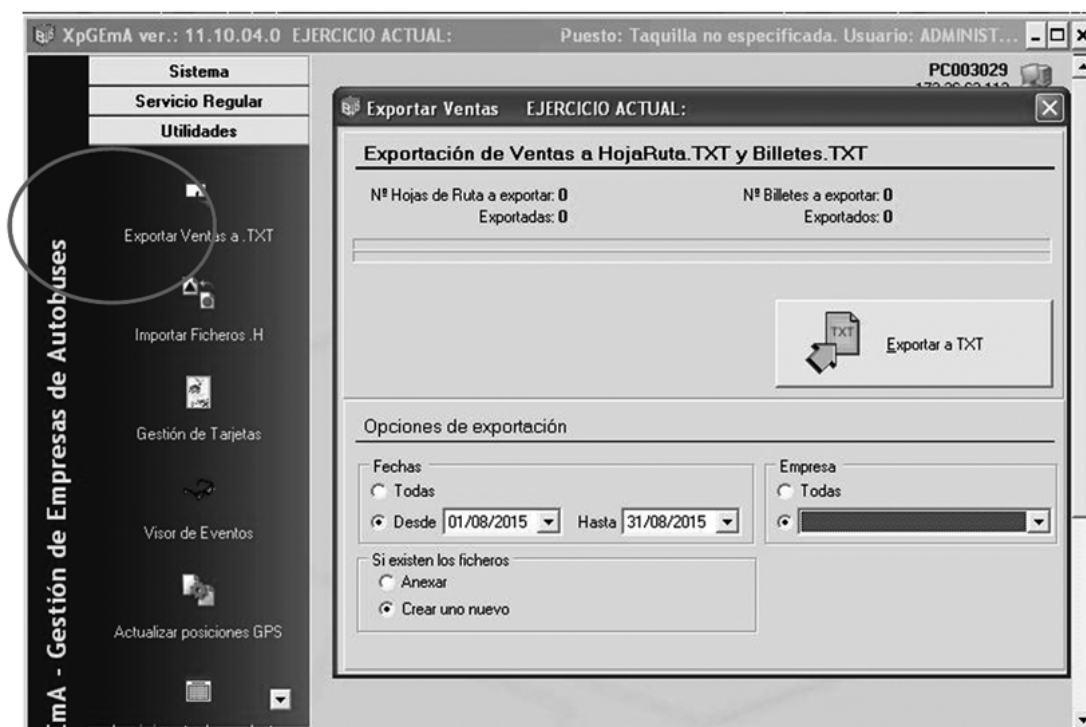 XpGEmA ver.: 11.10.04.0 EJERCICIO ACTUAL: Puesto: Taquilla no especificada. Usuario: ADMINIST...
Sistema
Servicio Regular
Utilidades
Exportar Ventas a .TXT
Importar Ficheros .H
Gestión de Tarjetas
Visor de Eventos
Actualizar posiciones GPS
EmA - Gestión de Empresas de Autobuses
PC003029
Exportar Ventas EJERCICIO ACTUAL:
Exportación de Ventas a HojaRuta.TXT y Billetes.TXT
Nº Hojas de Ruta a exportar: 0 Nº Billetes a exportar: 0
Exportadas: 0 Exportados: 0
TXT
Exportar a TXT
Opciones de exportación
Fechas
Todas
Desde 01/08/2015 Hasta 31/08/2015
Empresa
Todas
Si existen los ficheros
Anexar
Crear uno nuevo